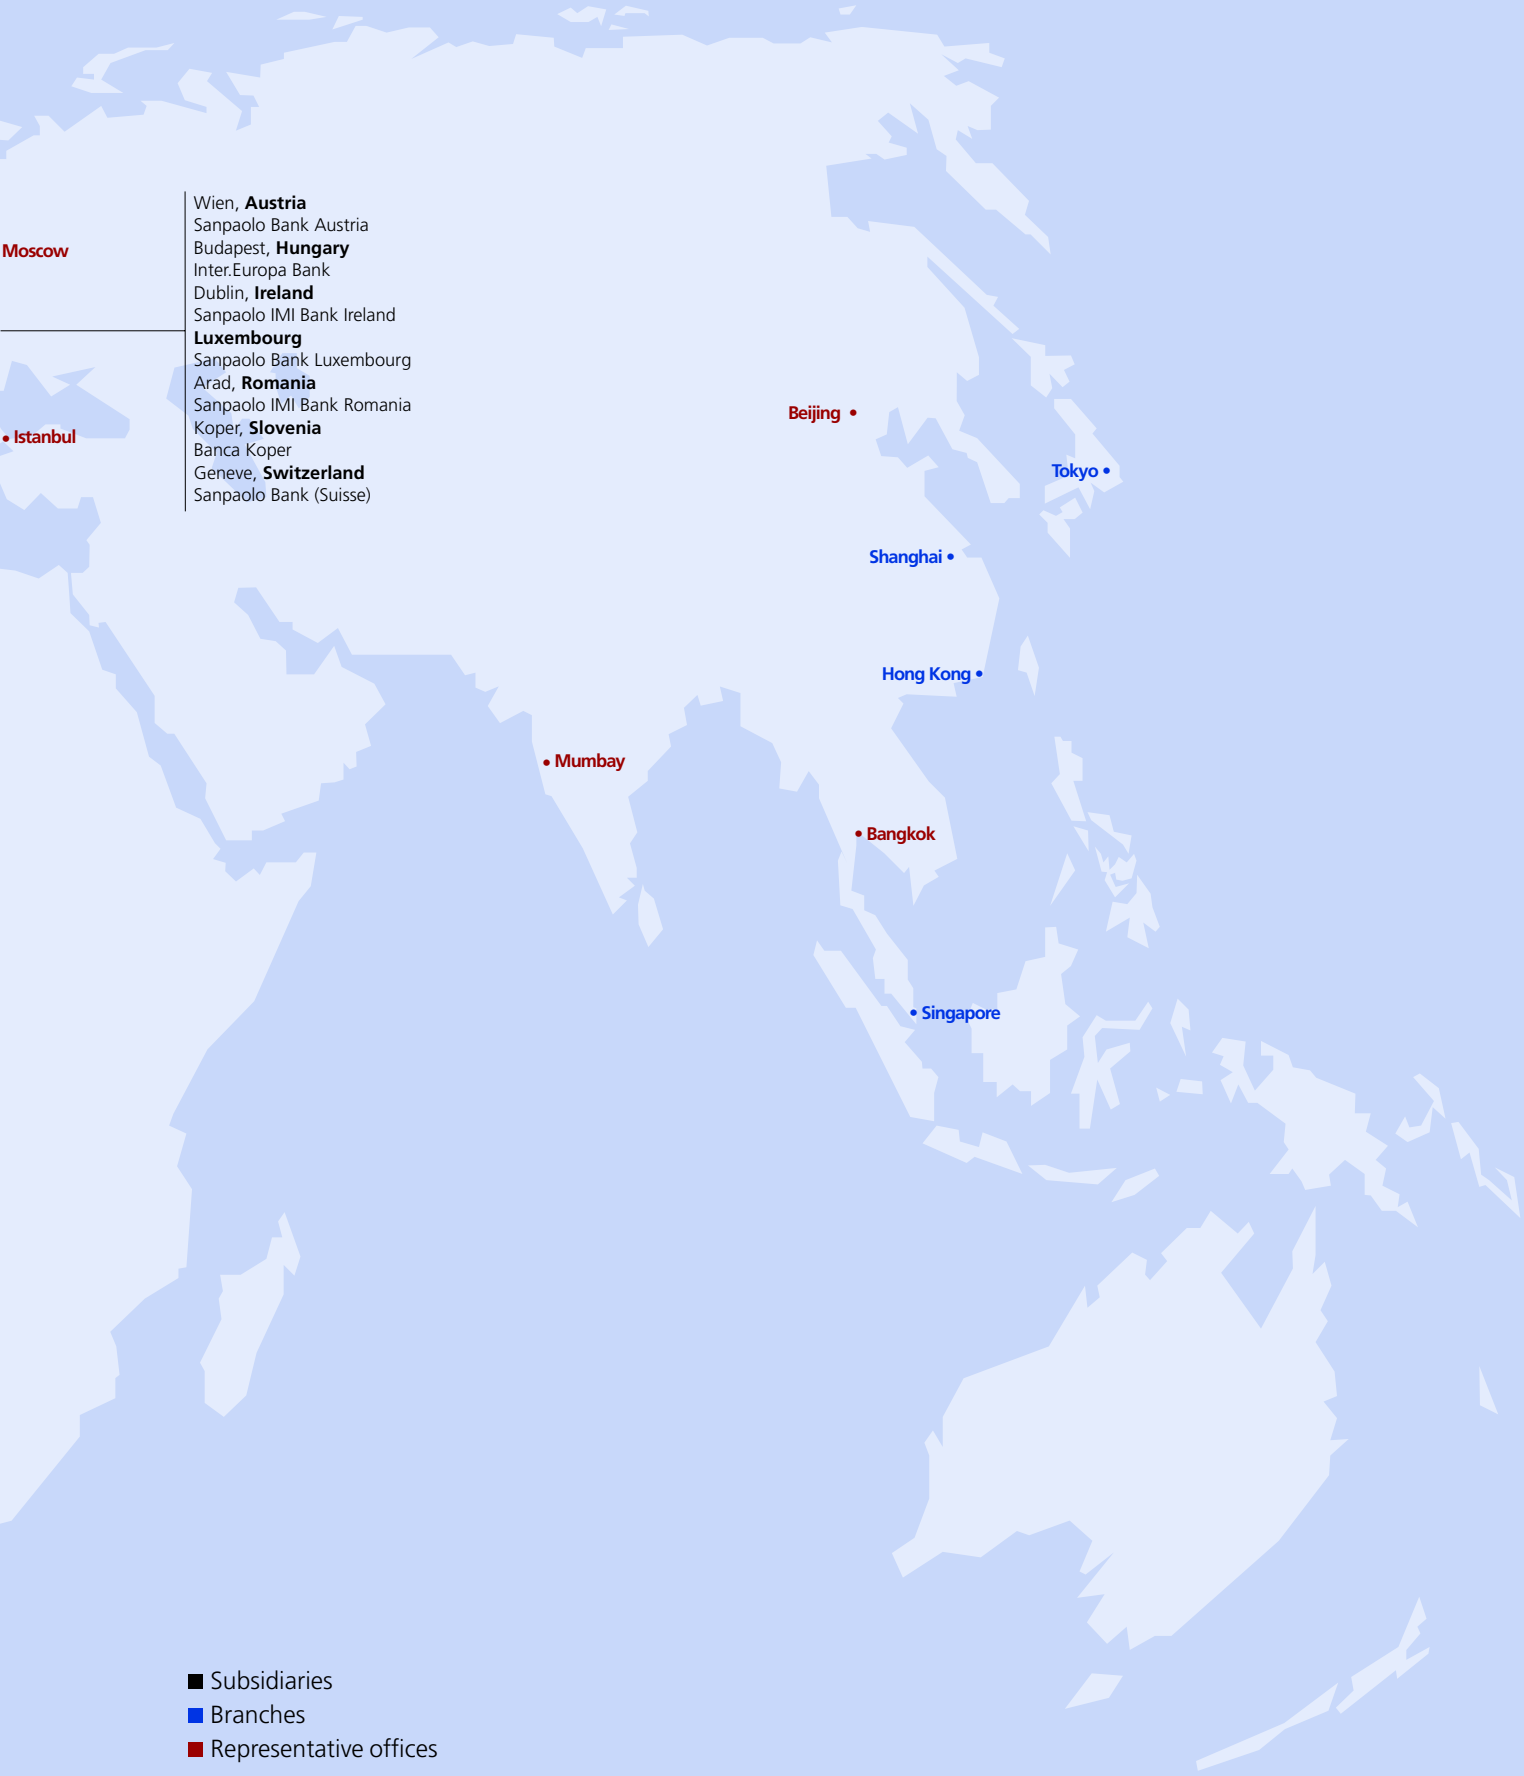 Wien, Austria
Sanpaolo Bank Austria
Budapest, Hungary
Inter.Europa Bank
Dublin, Ireland
Sanpaolo IMI Bank Ireland
Luxembourg
Sanpaolo Bank Luxembourg
Arad, Romania
Sanpaolo IMI Bank Romania
Koper, Slovenia
Banca Koper
Geneve, Switzerland
Sanpaolo Bank (Suisse)
Moscow
Istanbul
Beijing
Tokyo
Shanghai
Hong Kong
Mumbay
Bangkok
Singapore
Subsidiaries
Branches
Representative offices